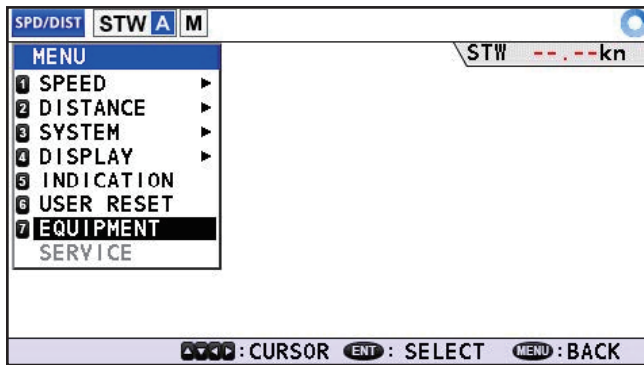 SPD/DIST STW A M
MENU
STW --.--kn
1 SPEED ►
2 DISTANCE ►
3 SYSTEM ►
4 DISPLAY ►
5 INDICATION
6 USER RESET
7 EQUIPMENT
SERVICE
▲▼◄►:CURSOR ENT: SELECT MENU:BACK